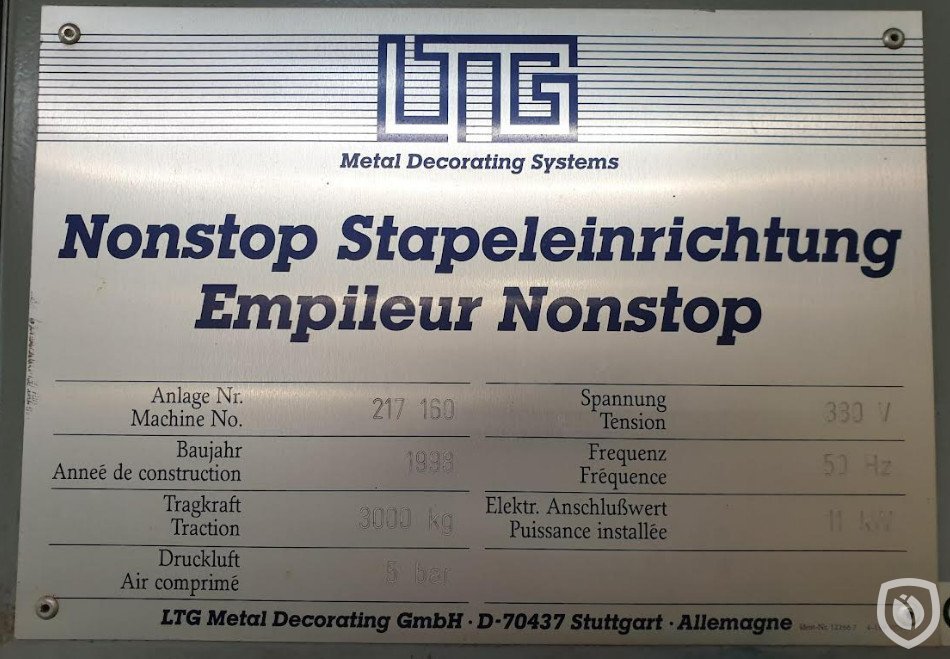 LTG
Metal Decorating Systems
Nonstop Stapeleinrichtung
Empileur Nonstop
Anlage Nr.
Machine No. 217 160
Baujahr
Anneé de construction 1998
Tragkraft
Traction 3000 kg
Druckluft
Air comprimé 5 bar
Spannung
Tension 380 V
Frequenz
Fréquence 50 Hz
Elektr. Anschlußwert
Puissance installée 11 kW
LTG Metal Decorating GmbH · D-70437 Stuttgart · Allemagne